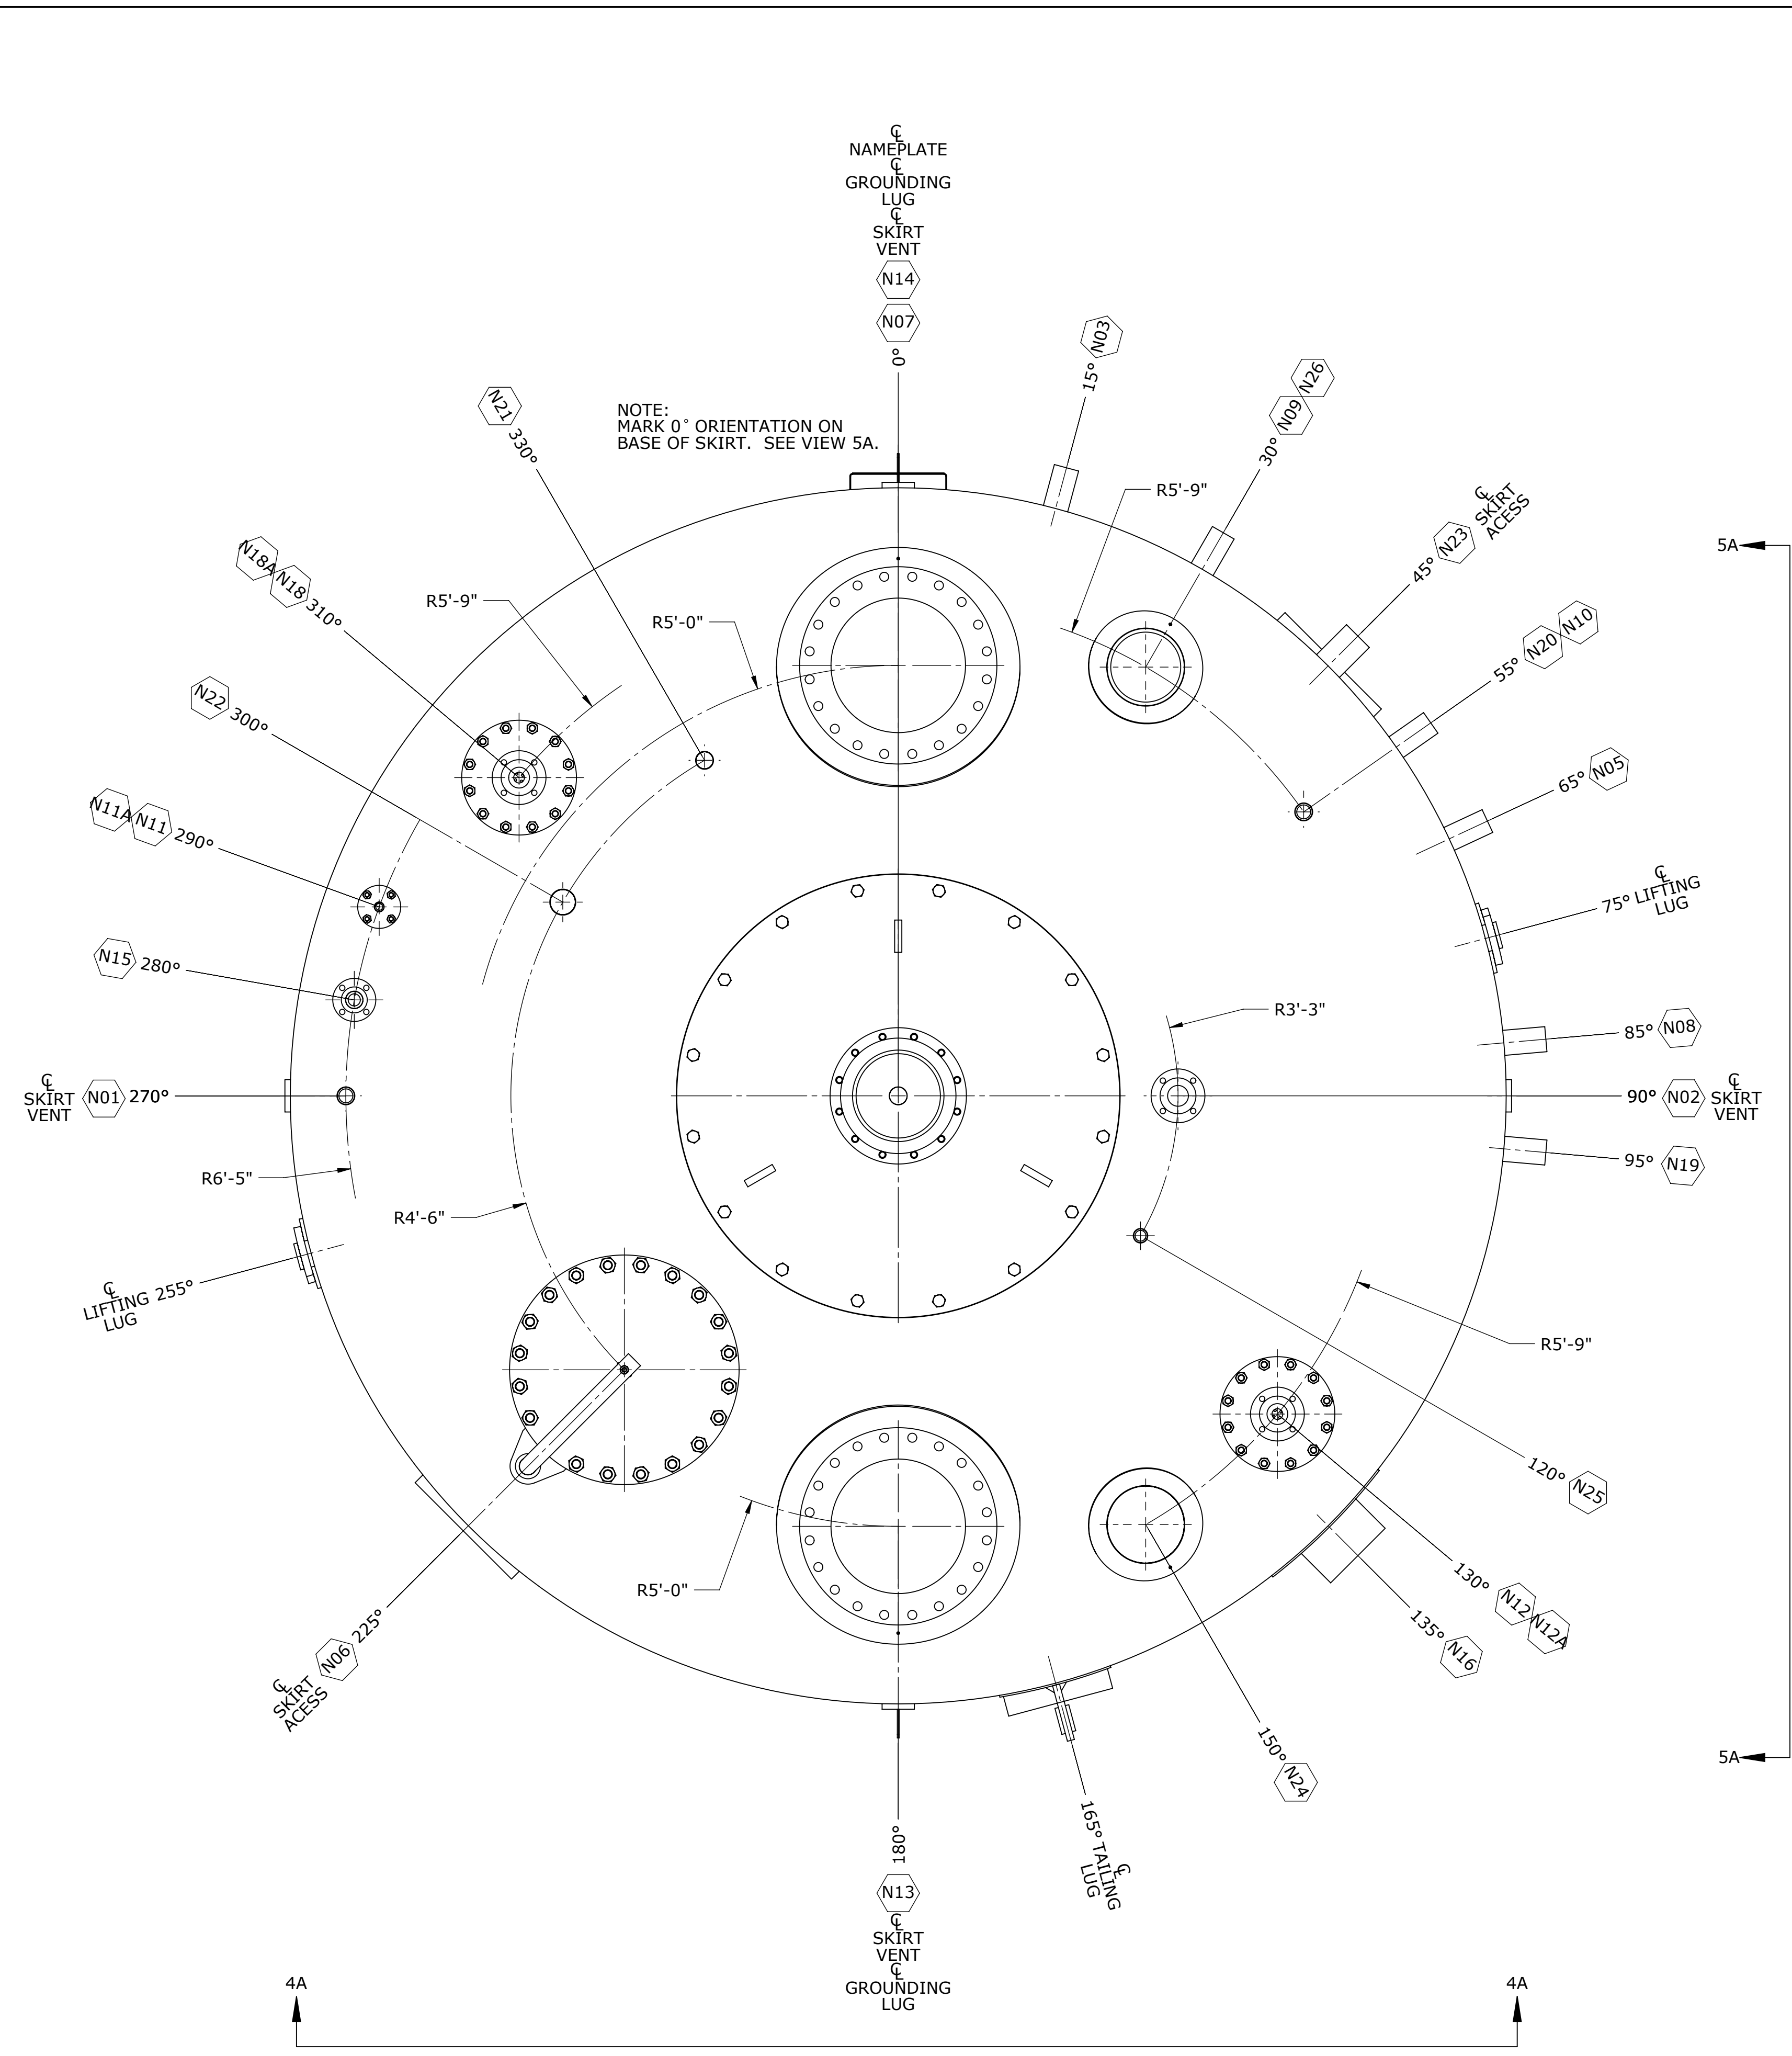 ℄
NAMEPLATE
℄
GROUNDING
LUG
℄
SKIRT
VENT
N14
N07
0°
15° N03
30° N09 N26
NOTE:
MARK 0° ORIENTATION ON
BASE OF SKIRT. SEE VIEW 5A.
N21 330°
R5'-9"
℄
SKIRT
ACESS
45° N23
5A
N18A N18 310°
R5'-9"
R5'-0"
55° N20 N10
N22 300°
65° N05
N11A N11 290°
℄
75° LIFTING
LUG
N15 280°
R3'-3"
85° N08
℄
SKIRT
VENT
N01 270°
90° N02
℄
SKIRT
VENT
95° N19
R6'-5"
R4'-6"
℄
LIFTING 255°
LUG
R5'-9"
120° N25
R5'-0"
130° N12 N12A
135° N16
N06 225°
℄
SKIRT
ACESS
150° N24
5A
℄
165° TAILING
LUG
180°
N13
℄
SKIRT
VENT
℄
GROUNDING
LUG
4A
4A